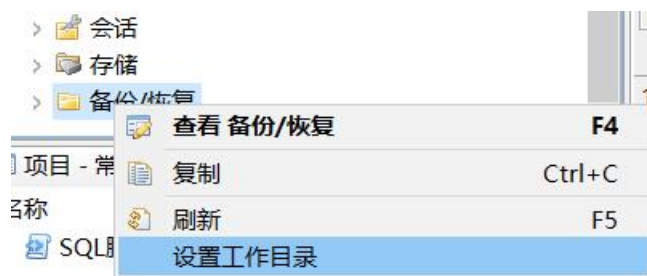 会话
存储
备份/恢复
查看 备份/恢复 F4
项目 - 常
复制 Ctrl+C
名称
刷新 F5
SQL
设置工作目录